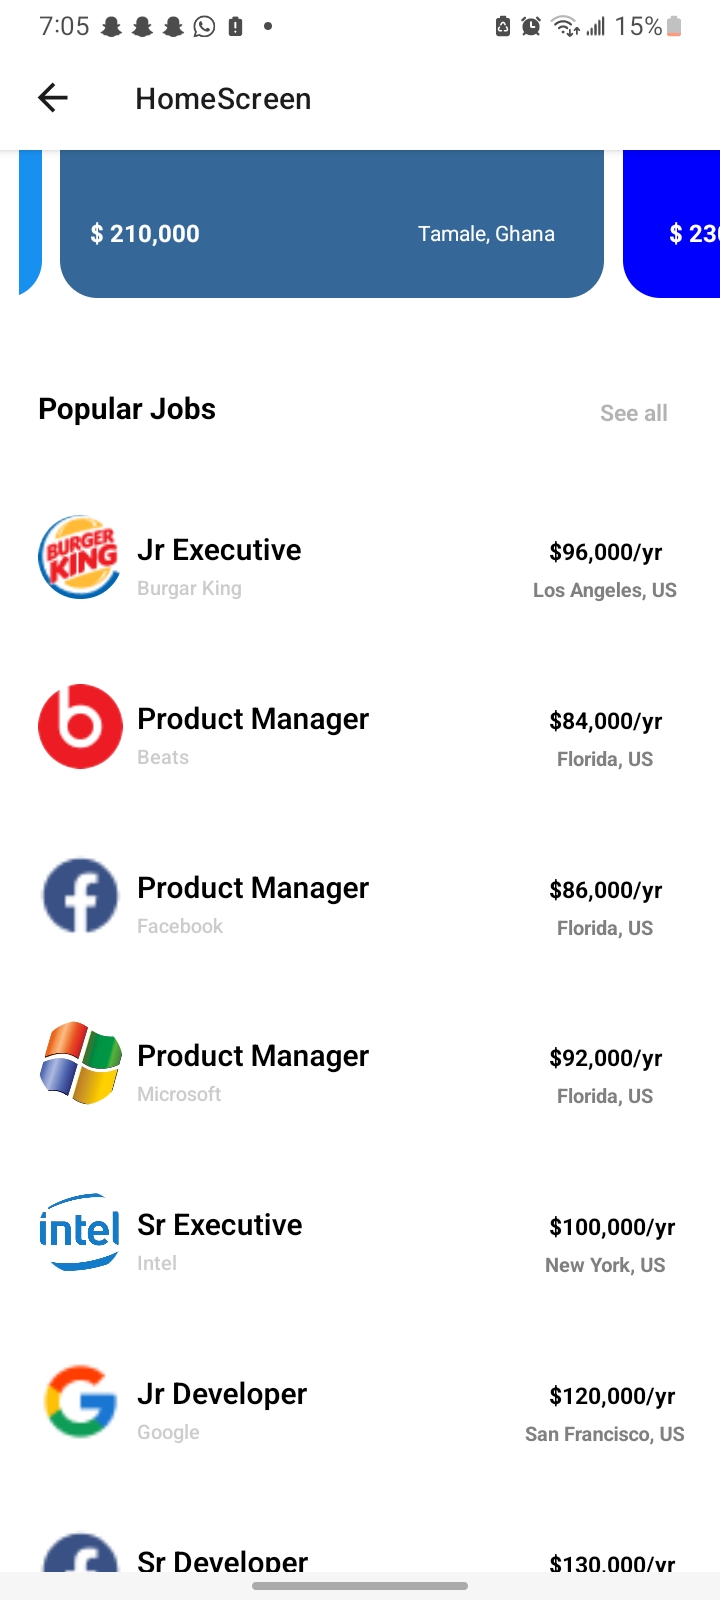 7:05 15%
HomeScreen
$ 210,000 Tamale, Ghana $ 230
Popular Jobs See all
BURGER
KING
Jr Executive $96,000/yr
Burgar King Los Angeles, US
b
Product Manager $84,000/yr
Beats Florida, US
f
Product Manager $86,000/yr
Facebook Florida, US
Product Manager $92,000/yr
Microsoft Florida, US
intel
Sr Executive $100,000/yr
Intel New York, US
G
Jr Developer $120,000/yr
Google San Francisco, US
f
Sr Developer $130,000/yr